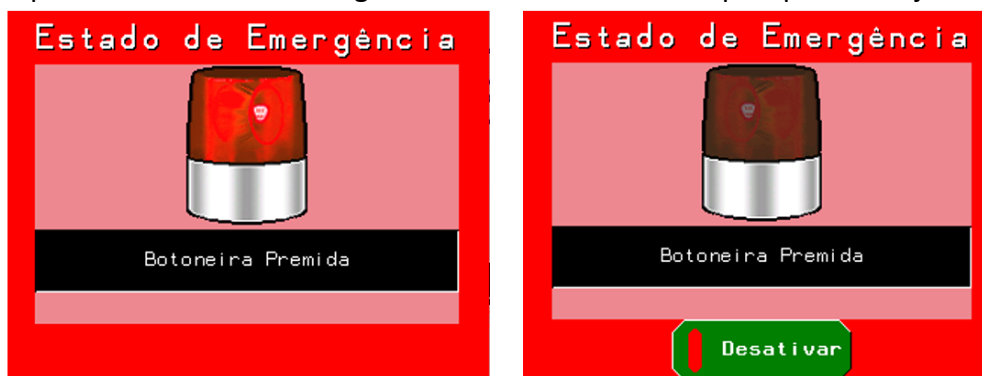 Estado de Emergência
Botoneira Premida
Estado de Emergência
Botoneira Premida
Desativar